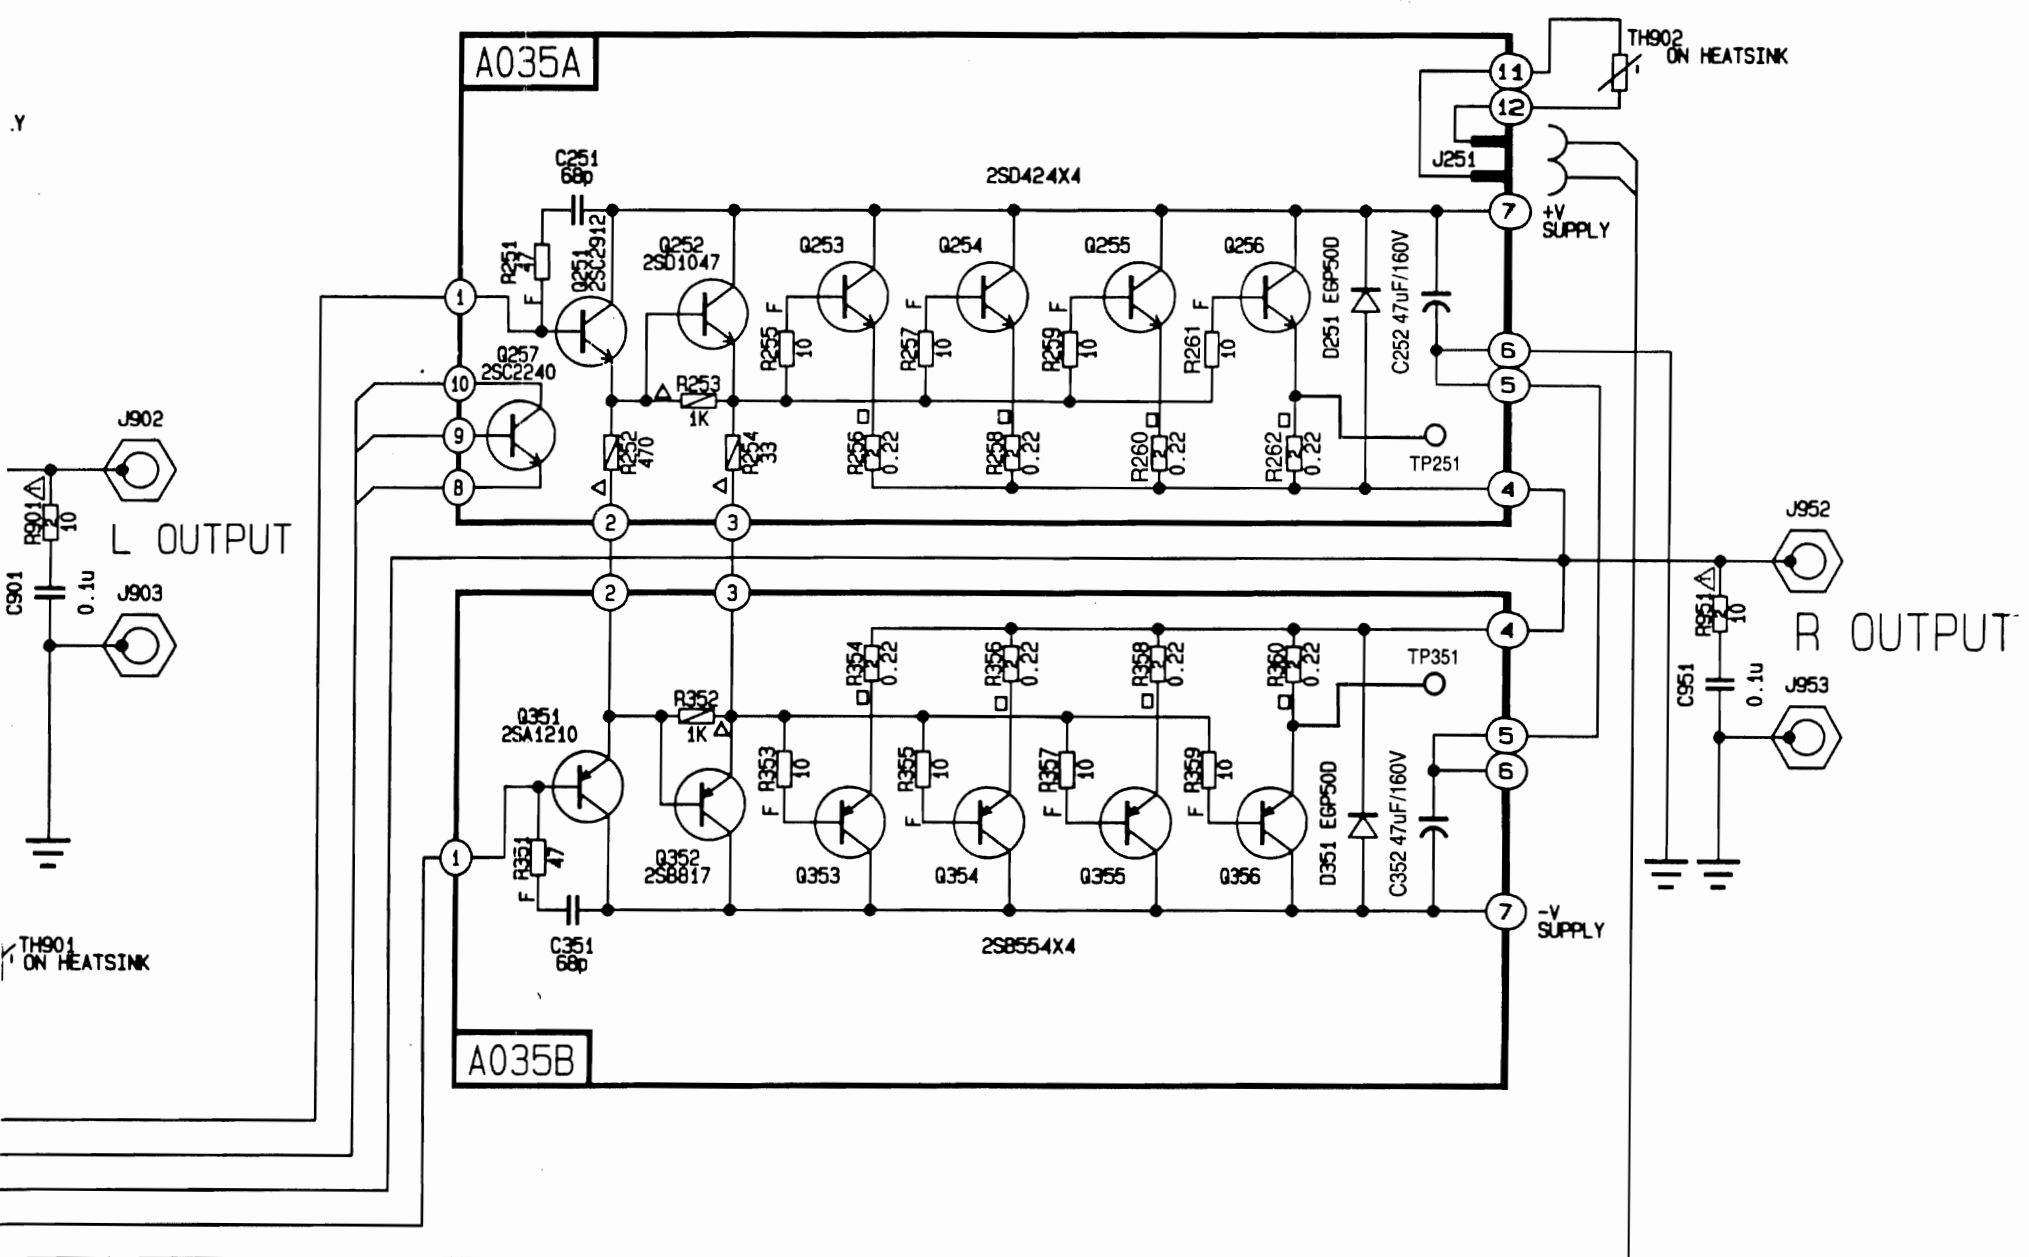 A035A
TH902
ON HEATSINK
11
12
.Y
C251
68p
J251
2SD424X4
7
+V
SUPPLY
R251
47
F
Q251
2SC2912
Q252
2SD1047
Q253
Q254
Q255
Q256
D251 EGP50D
C252 47uF/160V
1
F
F
F
F
R255
10
R257
10
R259
10
R261
10
6
Q257
2SC2240
10
5
R253
1K
J902
9
R252
470
R254
33
R256
0.22
R258
0.22
R260
0.22
R262
0.22
TP251
8
4
R901
10
L OUTPUT
2
3
J952
C901
0.1u
J903
2
3
R951
10
R OUTPUT
4
R354
0.22
R356
0.22
R358
0.22
R360
0.22
TP351
C951
0.1u
J953
R352
1K
Q351
2SA1210
5
R353
10
R355
10
R357
10
R359
10
6
F
F
F
F
D351 EGP50D
C352 47uF/160V
1
R351
47
F
Q352
2SB817
Q353
Q354
Q355
Q356
7
-V
SUPPLY
C351
68p
2SB554X4
TH901
ON HEATSINK
A035B